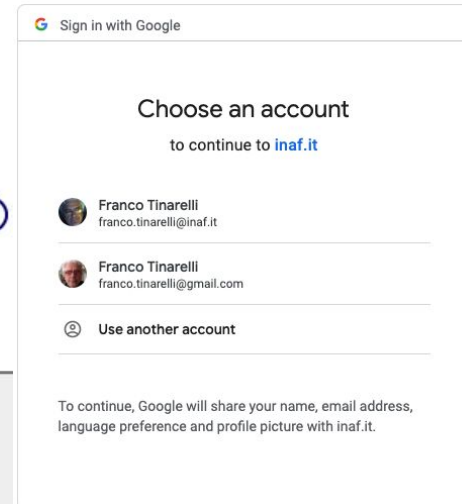 Sign in with Google
Choose an account
to continue to inaf.it
Franco Tinarelli
franco.tinarelli@inaf.it
Franco Tinarelli
franco.tinarelli@gmail.com
Use another account
To continue, Google will share your name, email address,
language preference and profile picture with inaf.it.